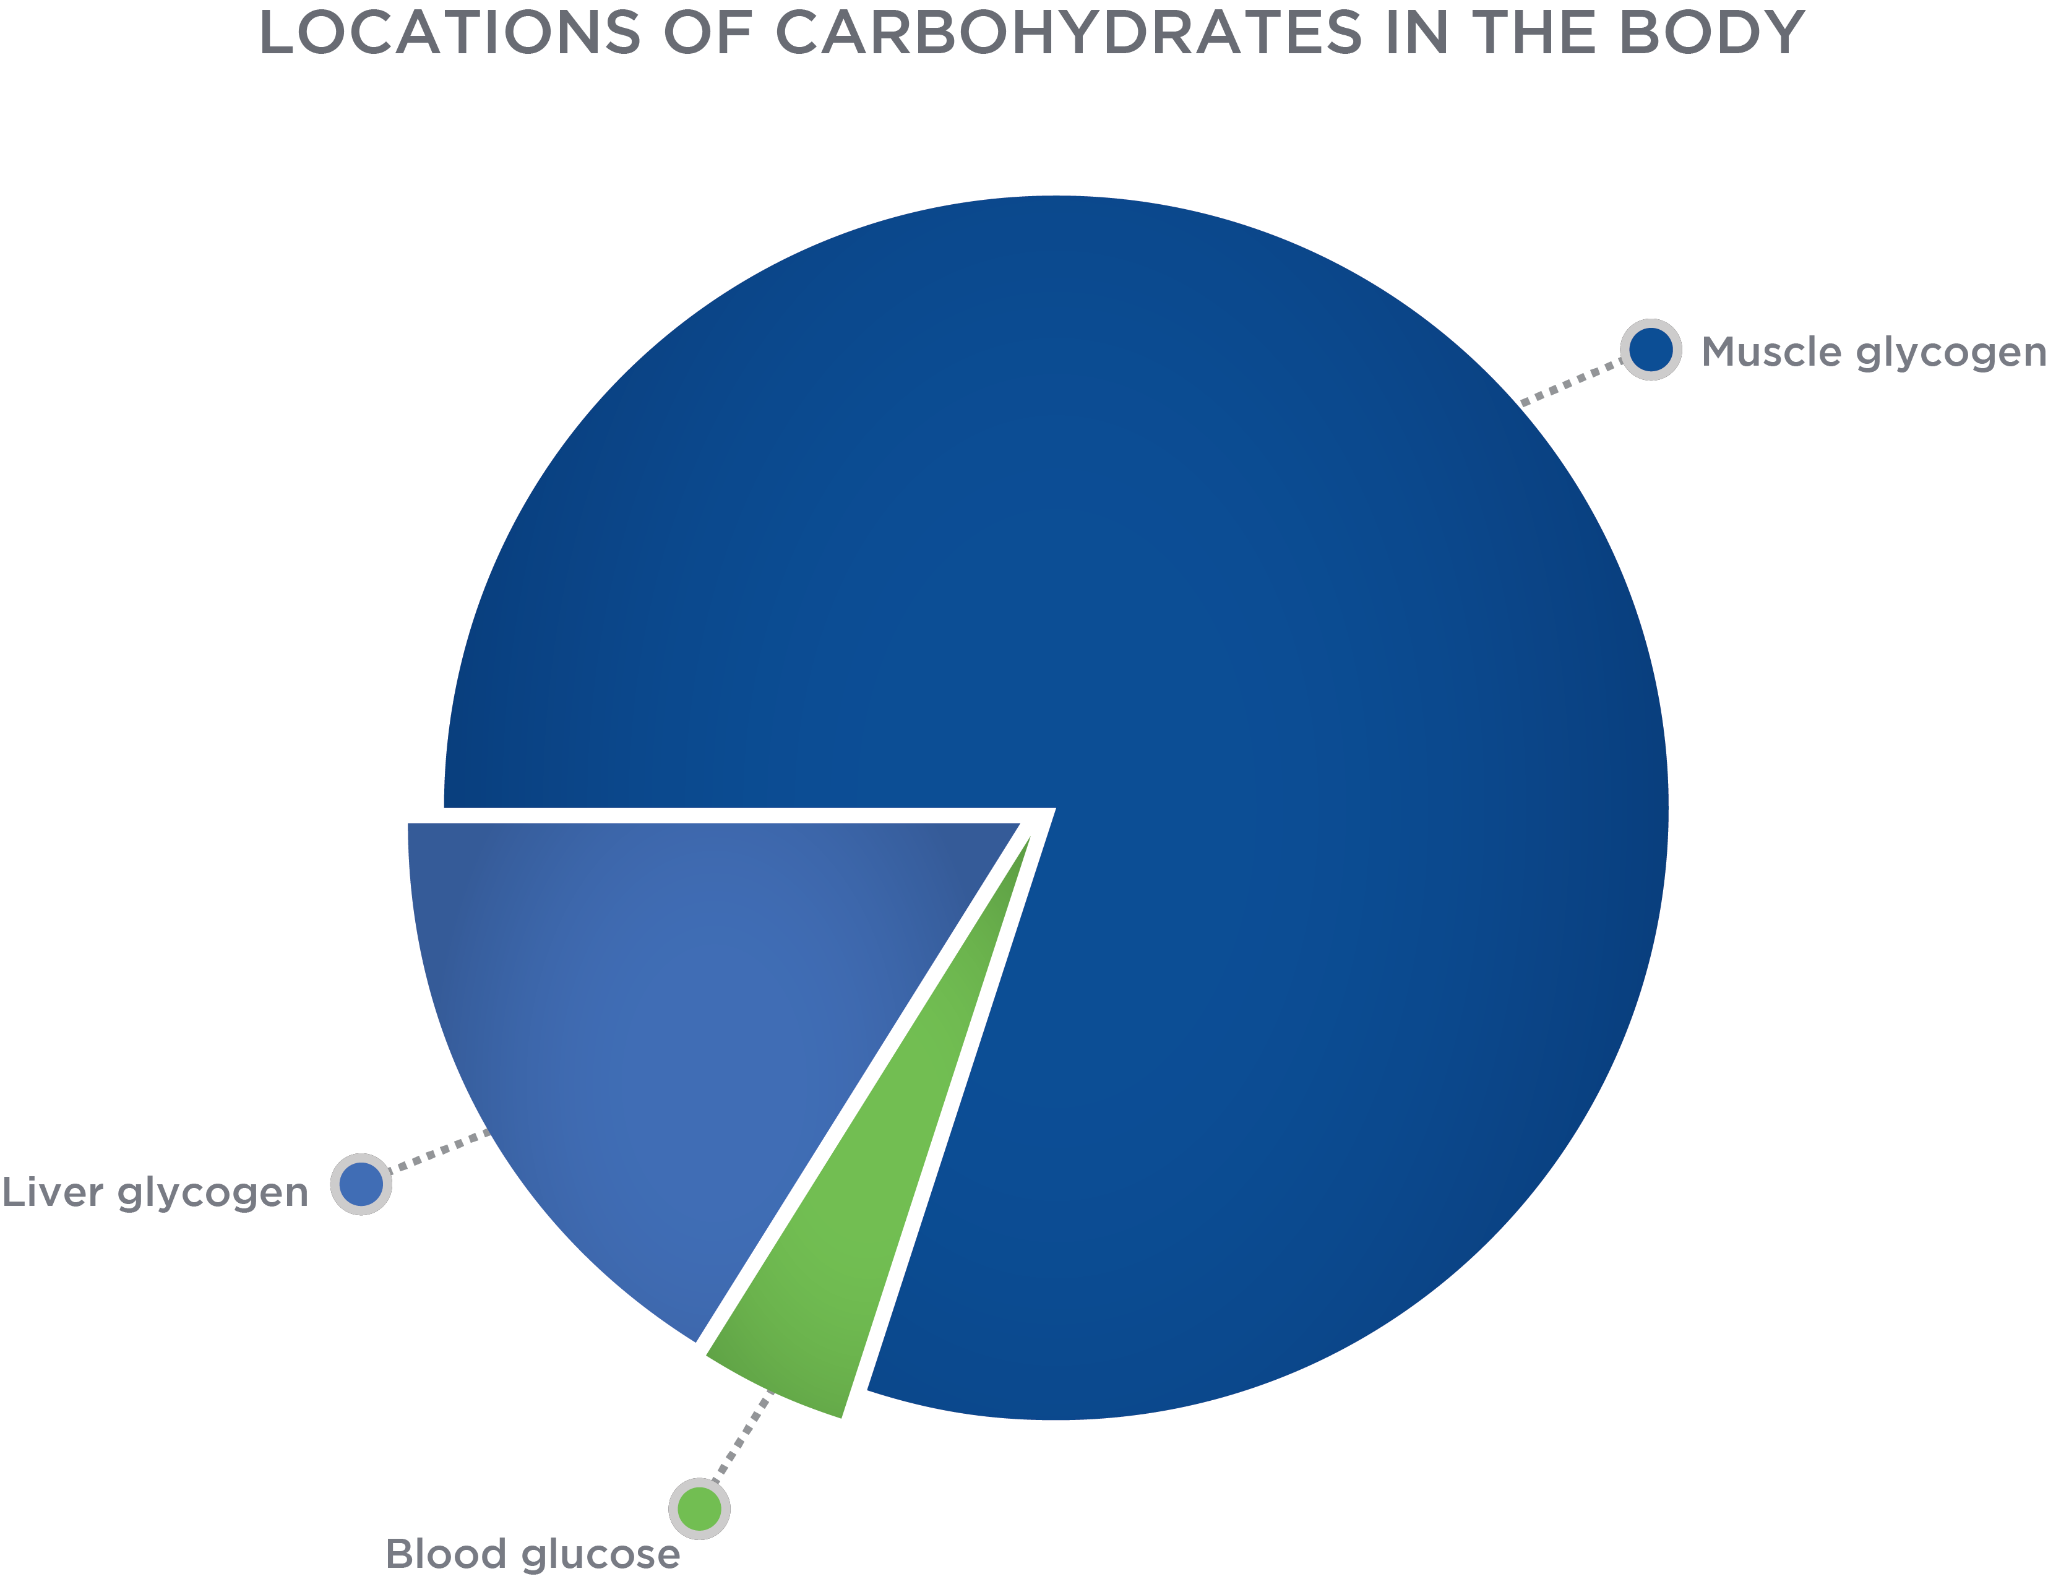 LOCATIONS OF CARBOHYDRATES IN THE BODY
Muscle glycogen
Liver glycogen
Blood glucose